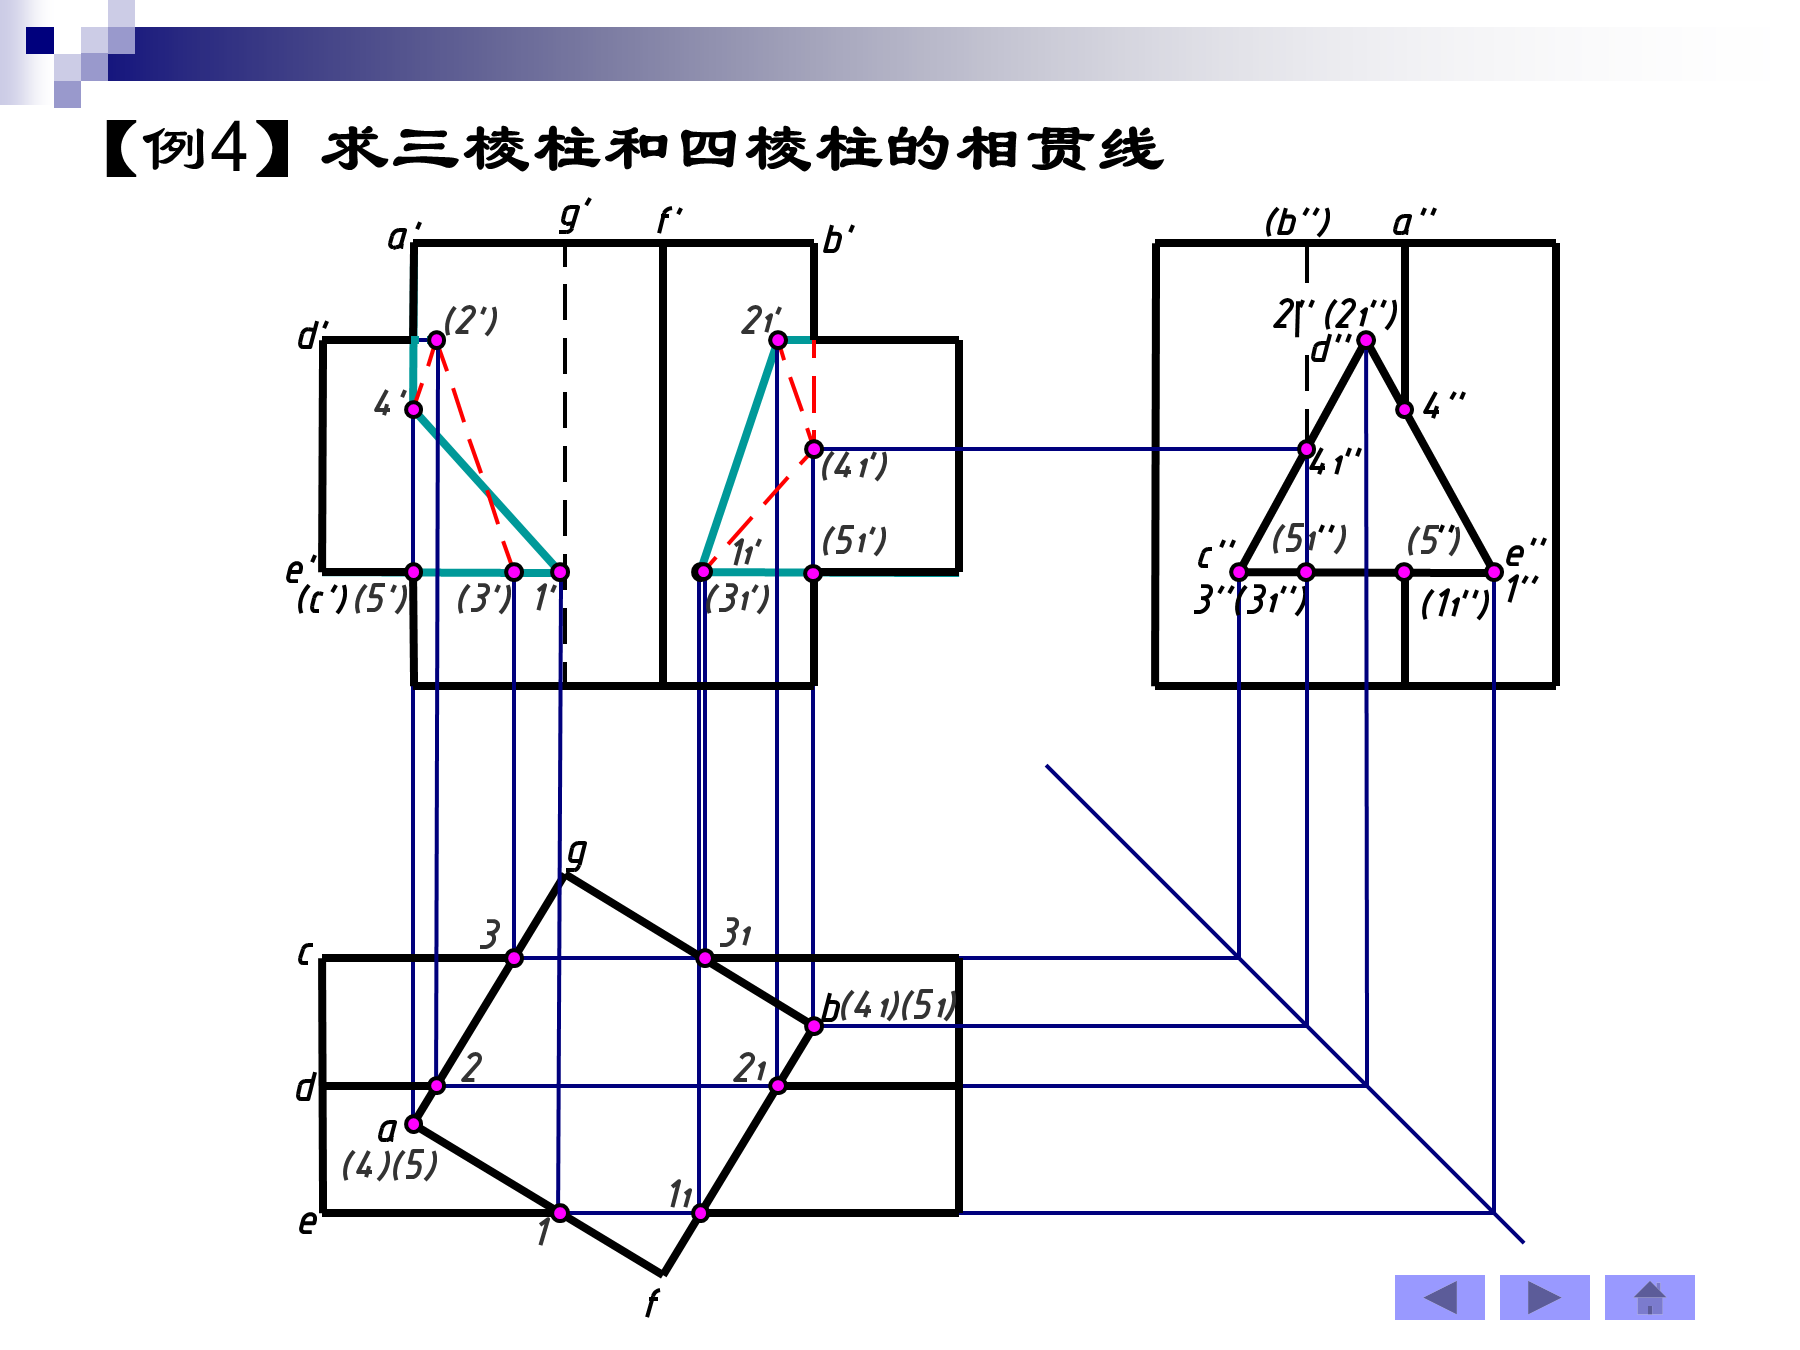 【例4】求三棱柱和四棱柱的相贯线
a' g' f' b' (b'') a''
d' (2') 21' 2'' (21'')
d''
4' 4''
(41') 41''
e' 11' (51') c'' (51'') (5'') e''
(c') (5') (3') 1' (31') 3'' (31'') (11'') 1''
g
c 3 31
b (41)(51)
d 2 21
a
(4)(5)
e 1 11
f